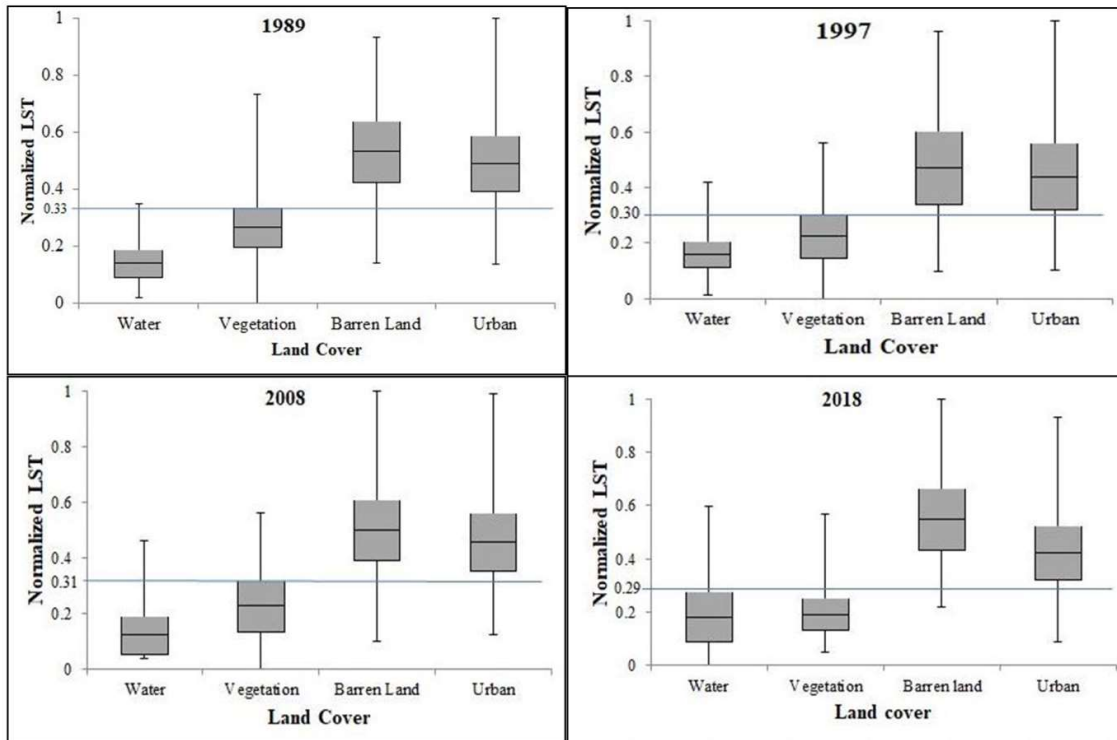 1989
Normalized LST
1
0.8
0.6
0.4
0.33
0.2
0
Water Vegetation Barren Land Urban
Land Cover
1997
Normalized LST
1
0.8
0.6
0.4
0.30
0.2
0
Water Vegetation Barren Land Urban
Land Cover
2008
Normalized LST
1
0.8
0.6
0.4
0.31
0.2
0
Water Vegetation Barren Land Urban
Land Cover
2018
Normalized LST
1
0.8
0.6
0.4
0.29
0.2
0
Water Vegetation Barren land Urban
Land cover